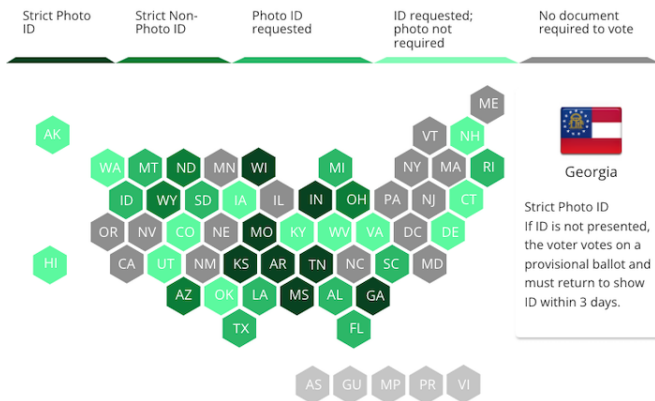 Strict Photo
ID
Strict Non-
Photo ID
Photo ID
requested
ID requested;
photo not
required
No document
required to vote
ME
AK
VT NH
WA MT ND MN WI MI NY MA RI
ID WY SD IA IL IN OH PA NJ CT
OR NV CO NE MO KY WV VA DC DE
HI CA UT NM KS AR TN NC SC MD
AZ OK LA MS AL GA
TX FL
AS GU MP PR VI
Georgia
Strict Photo ID
If ID is not presented,
the voter votes on a
provisional ballot and
must return to show
ID within 3 days.